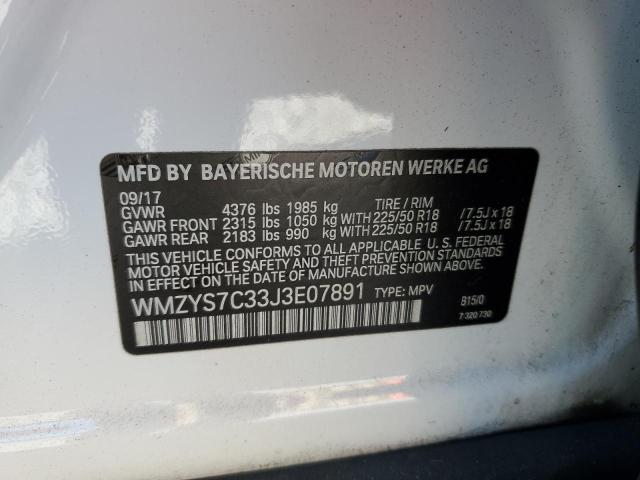 MFD BY BAYERISCHE MOTOREN WERKE AG
09/17
GVWR 4376 lbs 1985 kg TIRE / RIM
GAWR FRONT 2315 lbs 1050 kg WITH 225/50 R18 / 7.5J x 18
GAWR REAR 2183 lbs 990 kg WITH 225/50 R18 / 7.5J x 18
THIS VEHICLE CONFORMS TO ALL APPLICABLE U. S. FEDERAL
MOTOR VEHICLE SAFETY, BUMPER, AND THEFT PREVENTION STANDARDS
IN EFFECT ON THE DATE OF MANUFACTURE SHOWN ABOVE.
WMZYS7C33J3E07891 TYPE: MPV
B15/0
7 320 730